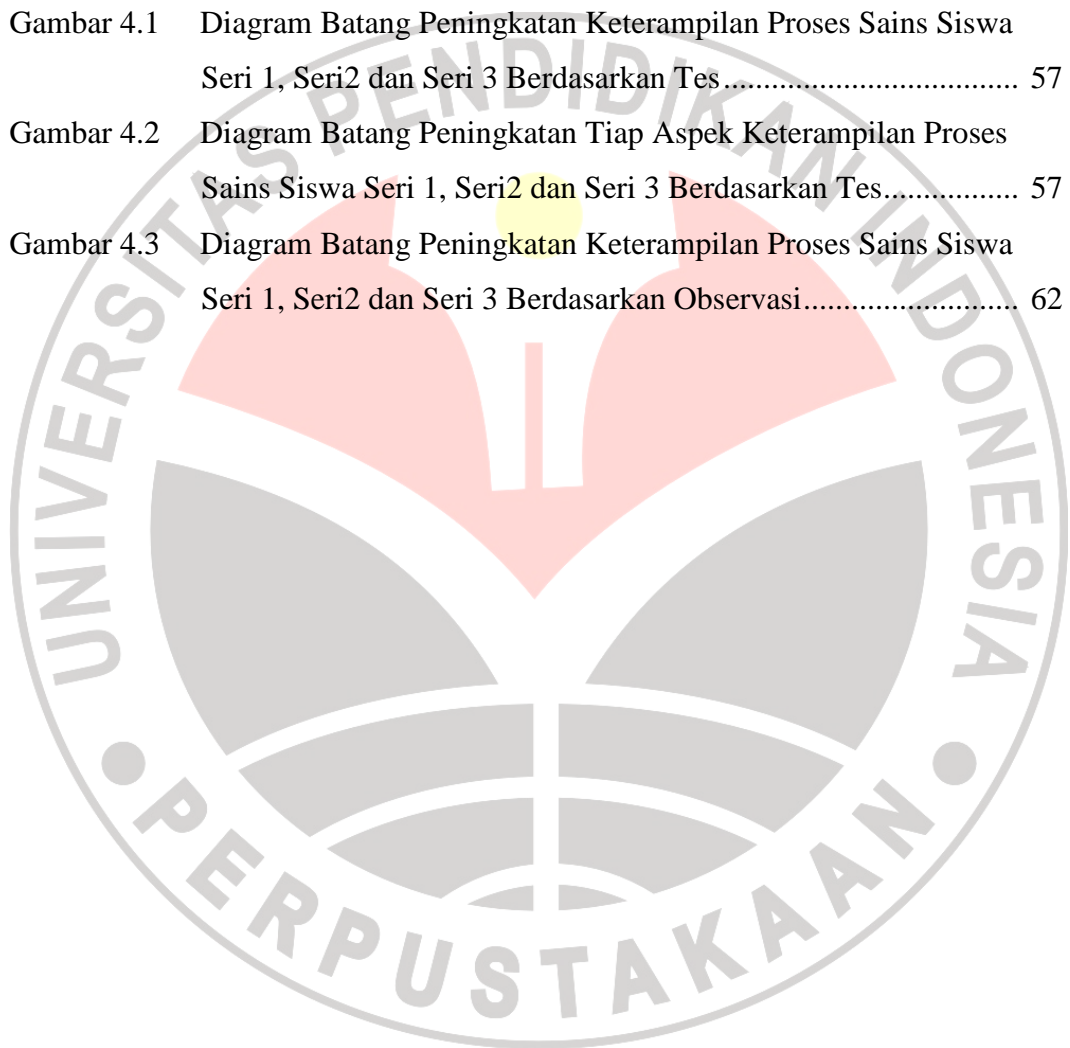 Gambar 4.1 Diagram Batang Peningkatan Keterampilan Proses Sains Siswa
Seri 1, Seri2 dan Seri 3 Berdasarkan Tes.................................... 57
Gambar 4.2 Diagram Batang Peningkatan Tiap Aspek Keterampilan Proses
Sains Siswa Seri 1, Seri2 dan Seri 3 Berdasarkan Tes................ 57
Gambar 4.3 Diagram Batang Peningkatan Keterampilan Proses Sains Siswa
Seri 1, Seri2 dan Seri 3 Berdasarkan Observasi.......................... 62
UNIVERSITAS PENDIDIKAN INDONESIA
PERPUSTAKAAN